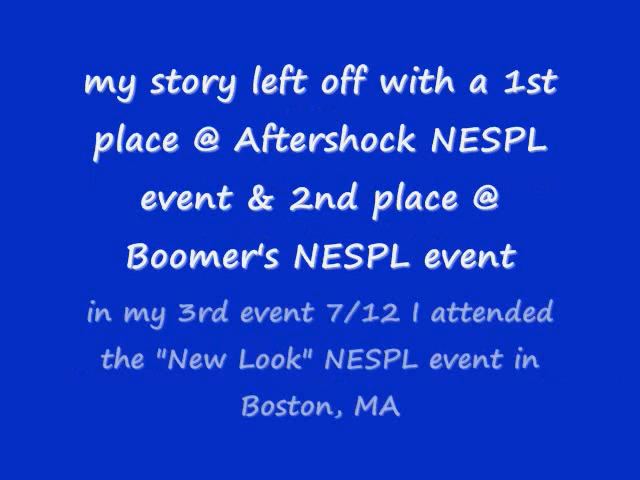 my story left off with a 1st
place @ Aftershock NESPL
event & 2nd place @
Boomer's NESPL event
in my 3rd event 7/12 I attended
the "New Look" NESPL event in
Boston, MA